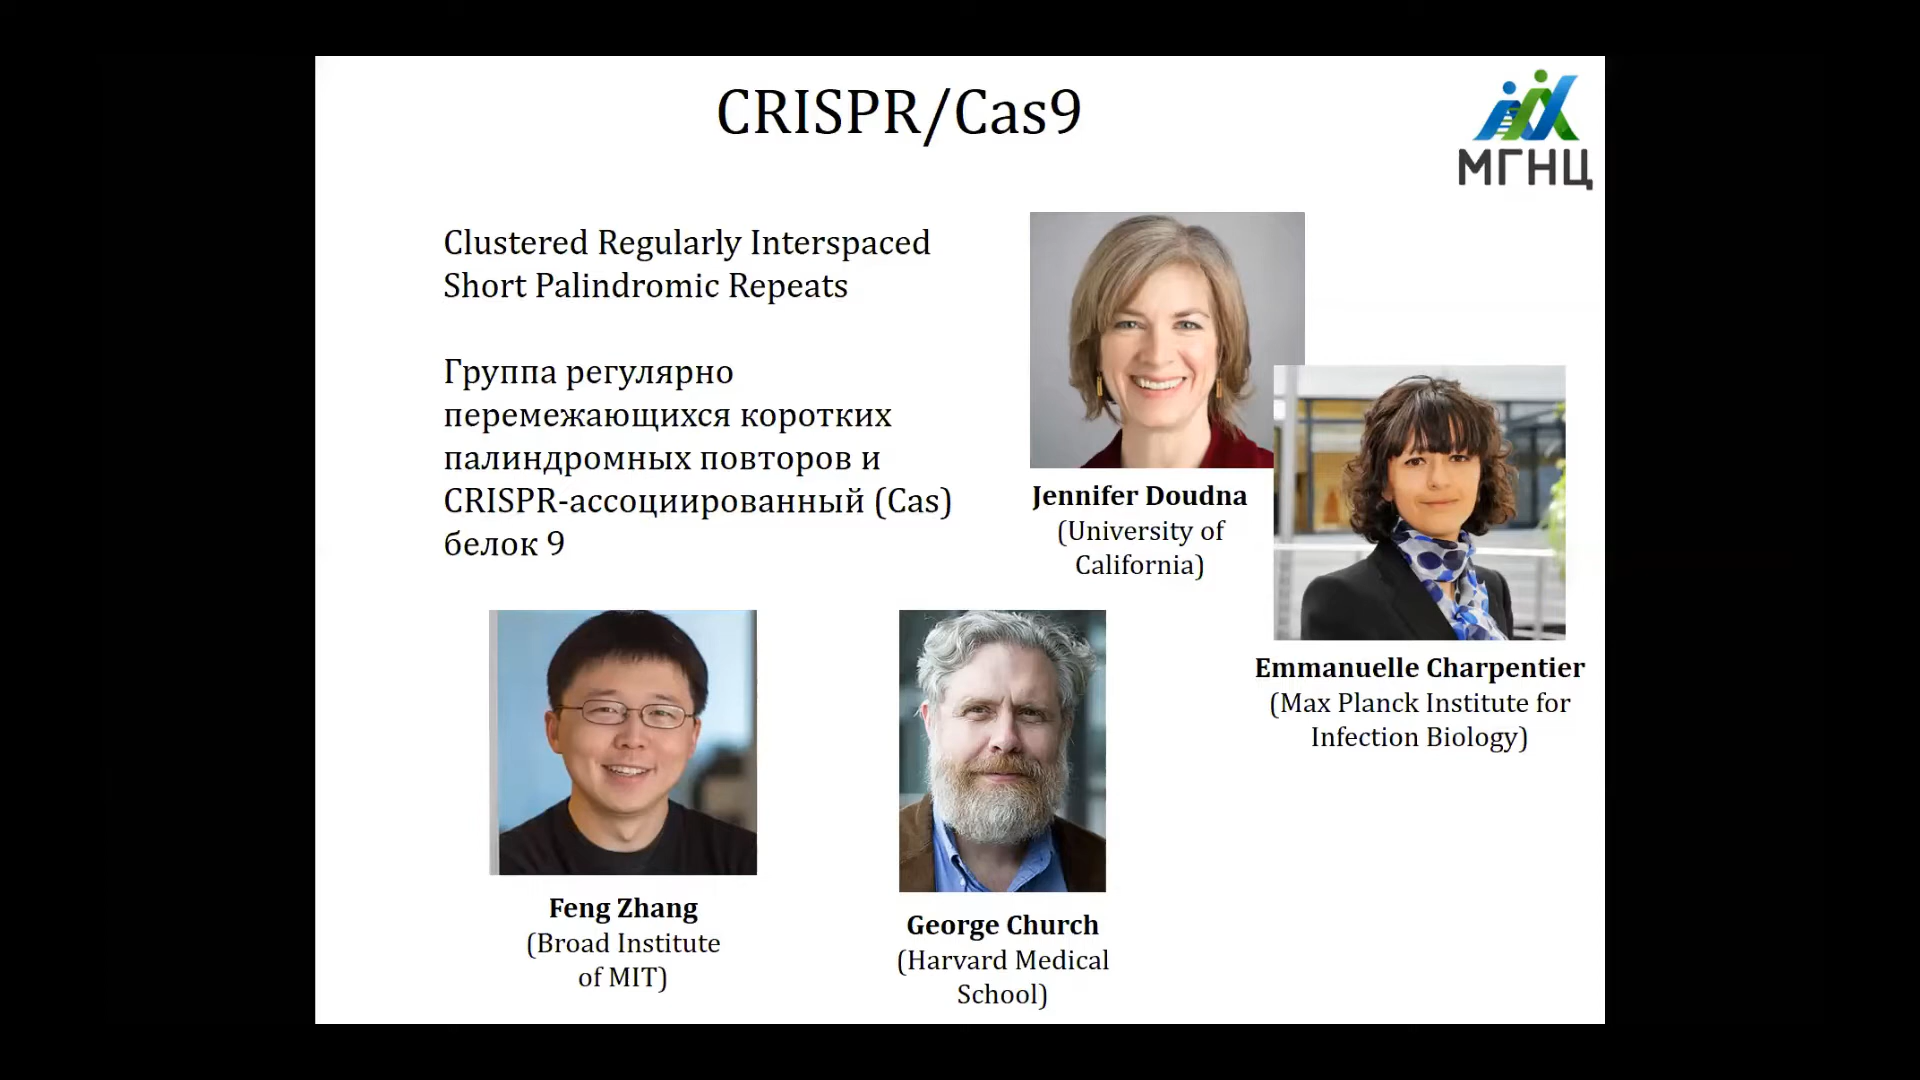 CRISPR/Cas9
МГНЦ
Clustered Regularly Interspaced
Short Palindromic Repeats
Группа регулярно
перемежающихся коротких
палиндромных повторов и
CRISPR-ассоциированный (Cas)
белок 9
Jennifer Doudna
(University of
California)
Emmanuelle Charpentier
(Max Planck Institute for
Infection Biology)
Feng Zhang
(Broad Institute
of MIT)
George Church
(Harvard Medical
School)